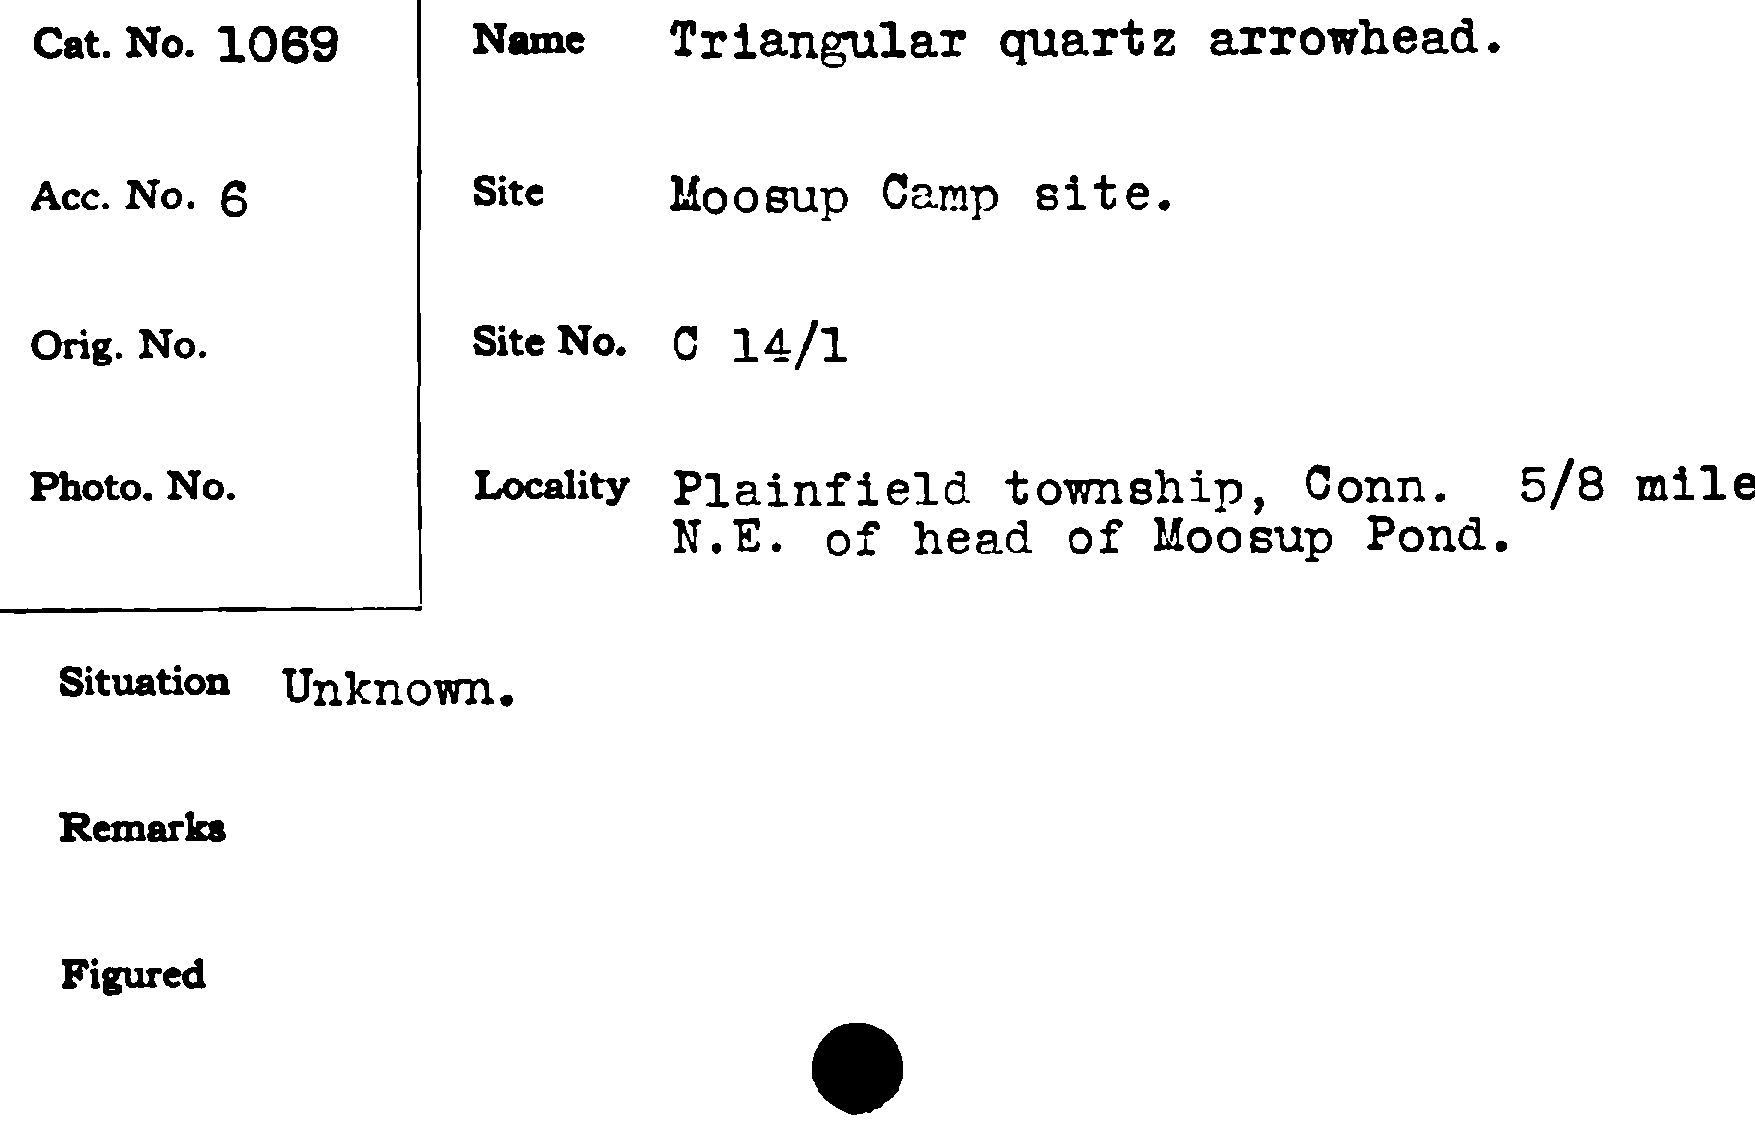 Cat. No. 1069 Name Triangular quartz arrowhead.
Acc. No. 6 Site Moosup Camp site.
Orig. No. Site No. C 14/1
Photo. No. Locality Plainfield township, Conn. 5/8 mile
N.E. of head of Moosup Pond.
Situation Unknown.
Remarks
Figured